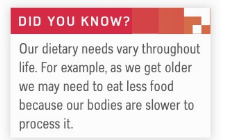 DID YOU KNOW?
Our dietary needs vary throughout
life. For example, as we get older
we may need to eat less food
because our bodies are slower to
process it.